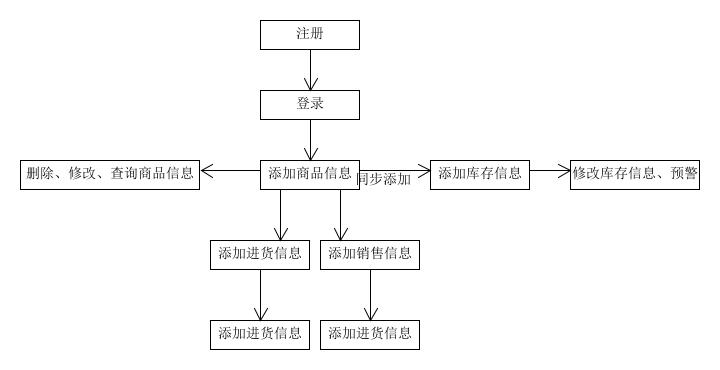 注册
登录
删除、修改、查询商品信息
添加商品信息
同步添加
添加库存信息
修改库存信息、预警
添加进货信息
添加销售信息
添加进货信息
添加进货信息